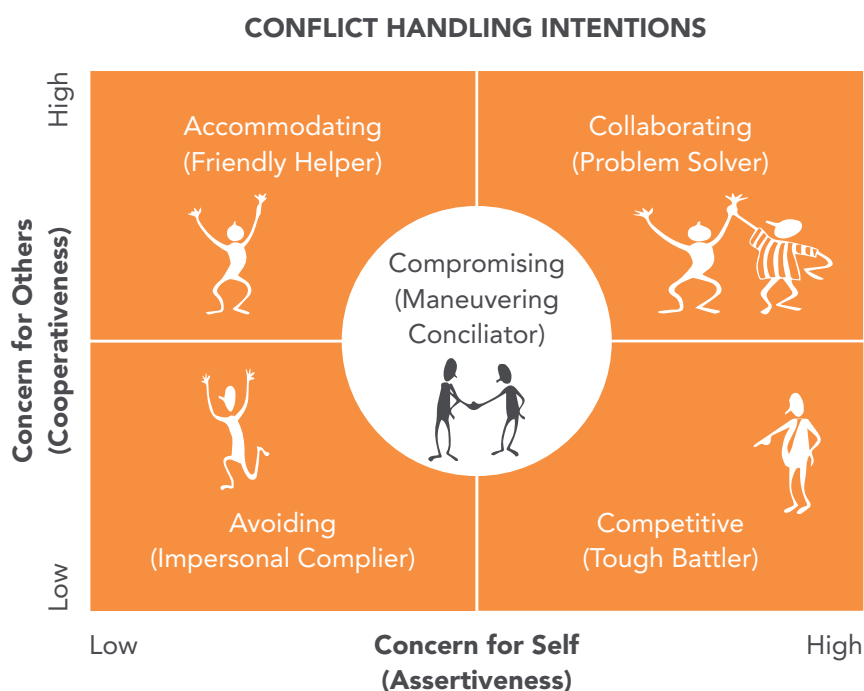 CONFLICT HANDLING INTENTIONS
High
Accommodating
(Friendly Helper)
Collaborating
(Problem Solver)
Concern for Others
(Cooperativeness)
Compromising
(Maneuvering
Conciliator)
Avoiding
(Impersonal Complier)
Competitive
(Tough Battler)
Low
Low
Concern for Self
(Assertiveness)
High